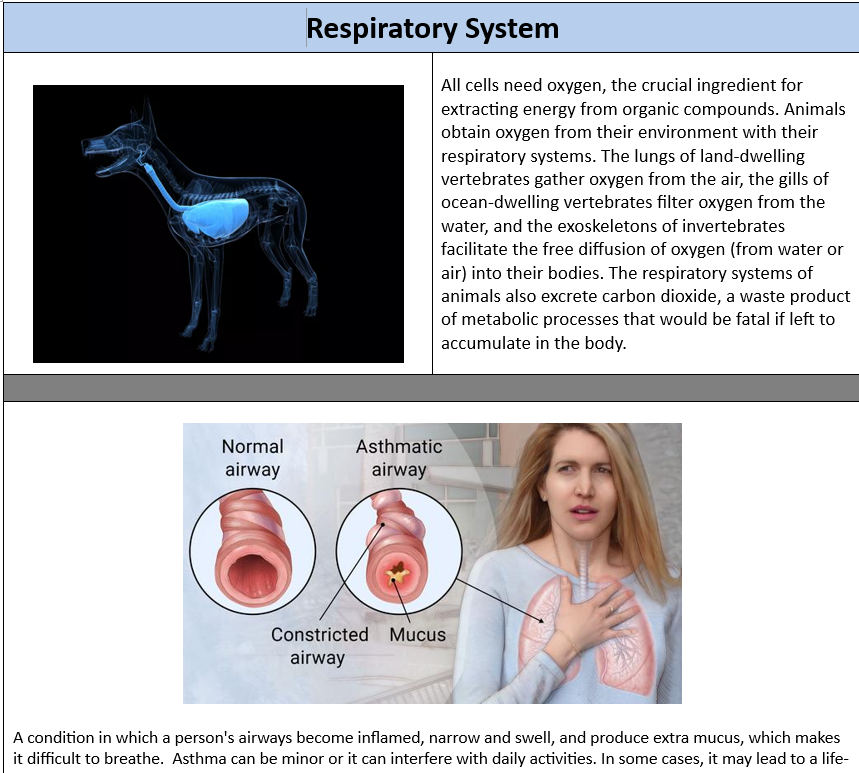 Respiratory System
All cells need oxygen, the crucial ingredient for
extracting energy from organic compounds. Animals
obtain oxygen from their environment with their
respiratory systems. The lungs of land-dwelling
vertebrates gather oxygen from the air, the gills of
ocean-dwelling vertebrates filter oxygen from the
water, and the exoskeletons of invertebrates
facilitate the free diffusion of oxygen (from water or
air) into their bodies. The respiratory systems of
animals also excrete carbon dioxide, a waste product
of metabolic processes that would be fatal if left to
accumulate in the body.
Normal
airway
Asthmatic
airway
Constricted
airway
Mucus
A condition in which a person's airways become inflamed, narrow and swell, and produce extra mucus, which makes
it difficult to breathe.  Asthma can be minor or it can interfere with daily activities. In some cases, it may lead to a life-